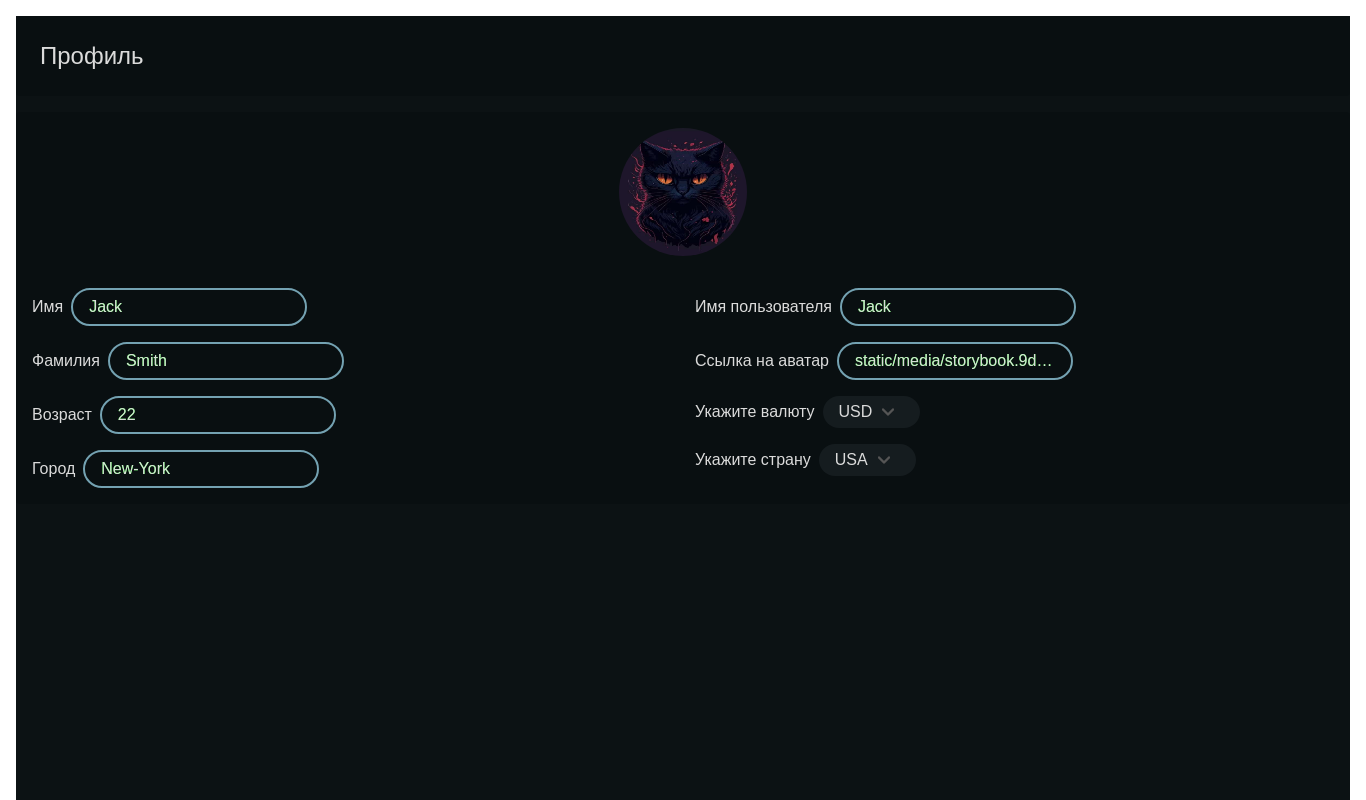 Профиль
Имя Jack
Фамилия Smith
Возраст 22
Город New-York
Имя пользователя Jack
Ссылка на аватар static/media/storybook.9d…
Укажите валюту USD
Укажите страну USA